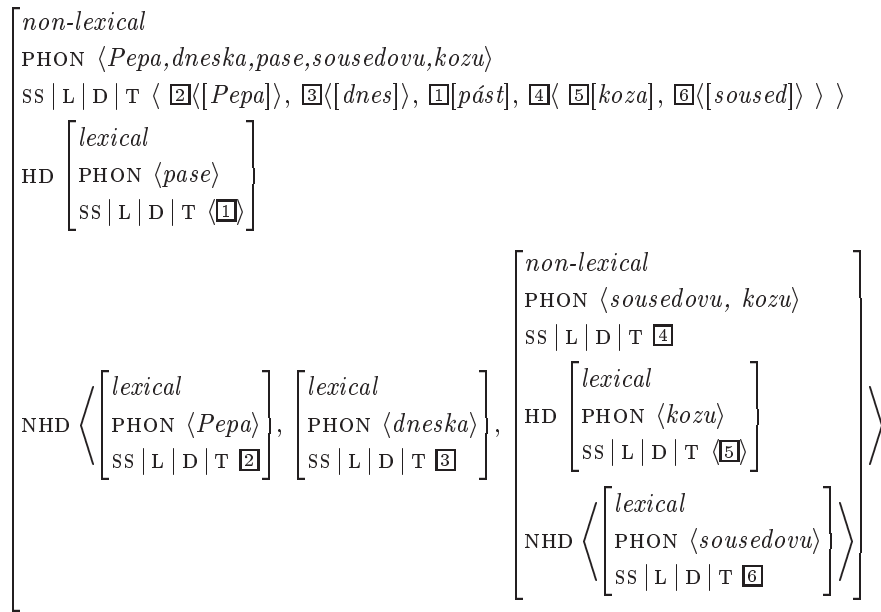 non-lexical
PHON ⟨Pepa,dneska,pase,sousedovu,kozu⟩
SS | L | D | T ⟨ 2⟨[Pepa]⟩, 3⟨[dnes]⟩, 1[pást], 4⟨ 5[koza], 6⟨[soused]⟩ ⟩ ⟩
lexical
HD PHON ⟨pase⟩
SS | L | D | T ⟨1⟩
non-lexical
PHON ⟨sousedovu, kozu⟩
SS | L | D | T 4
lexical
HD PHON ⟨kozu⟩
SS | L | D | T ⟨5⟩
lexical lexical
NHD PHON ⟨Pepa⟩ , PHON ⟨dneska⟩ ,
SS | L | D | T 2 SS | L | D | T 3
lexical
NHD PHON ⟨sousedovu⟩
SS | L | D | T 6